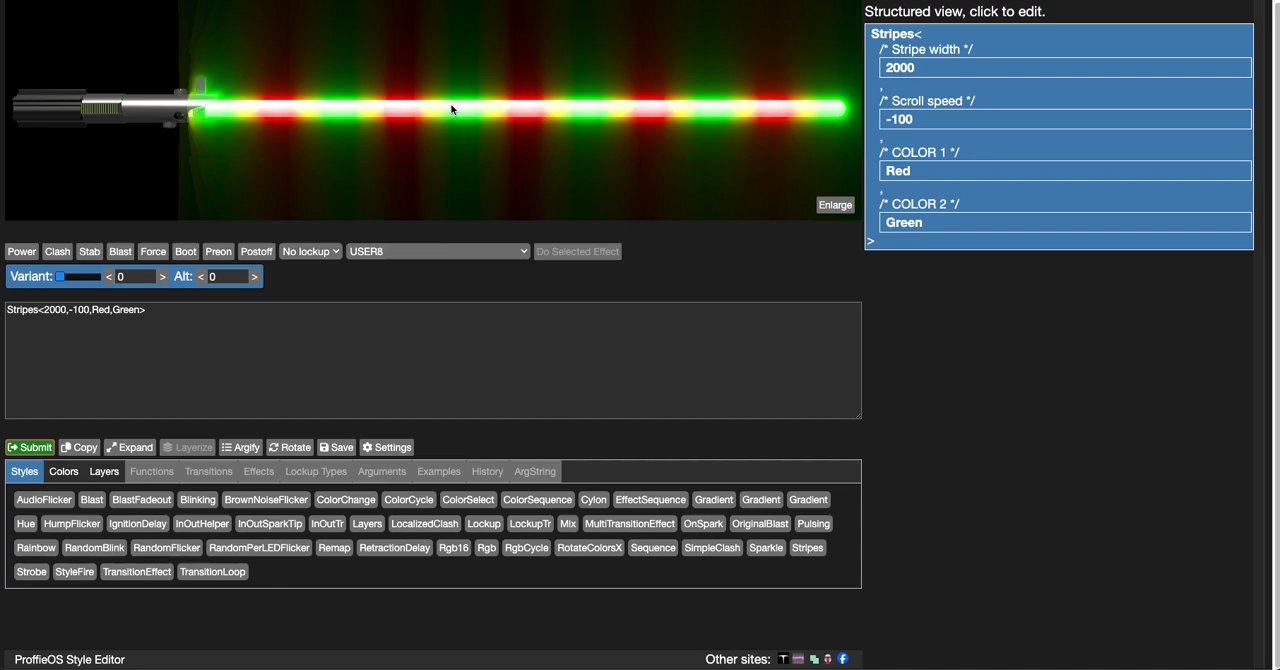 Structured view, click to edit.
Stripes<
/* Stripe width */
2000
,
/* Scroll speed */
-100
,
/* COLOR 1 */
Red
,
/* COLOR 2 */
Green
>
Enlarge
Power Clash Stab Blast Force Boot Preon Postoff No lockup USER8 Do Selected Effect
Variant: < 0 > Alt: < 0 >
Stripes<2000,-100,Red,Green>
Submit Copy Expand Layerize Argify Rotate Save Settings
Styles Colors Layers Functions Transitions Effects Lockup Types Arguments Examples History ArgString
AudioFlicker Blast BlastFadeout Blinking BrownNoiseFlicker ColorChange ColorCycle ColorSelect ColorSequence Cylon EffectSequence Gradient Gradient Gradient
Hue HumpFlicker IgnitionDelay InOutHelper InOutSparkTip InOutTr Layers LocalizedClash Lockup LockupTr Mix MultiTransitionEffect OnSpark OriginalBlast Pulsing
Rainbow RandomBlink RandomFlicker RandomPerLEDFlicker Remap RetractionDelay Rgb16 Rgb RgbCycle RotateColorsX Sequence SimpleClash Sparkle Stripes
Strobe StyleFire TransitionEffect TransitionLoop
ProffieOS Style Editor Other sites: